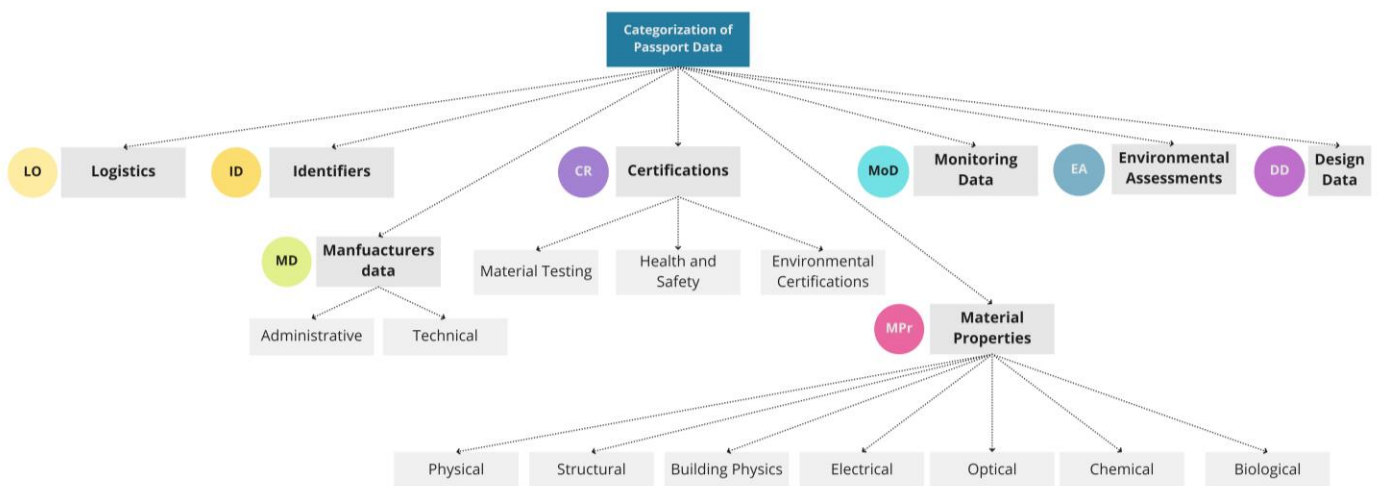 Categorization of
Passport Data
LO
Logistics
ID
Identifiers
CR
Certifications
MoD
Monitoring
Data
EA
Environmental
Assessments
DD
Design
Data
MD
Manfuacturers
data
Material Testing
Health and
Safety
Environmental
Certifications
Administrative
Technical
MPr
Material
Properties
Physical
Structural
Building Physics
Electrical
Optical
Chemical
Biological